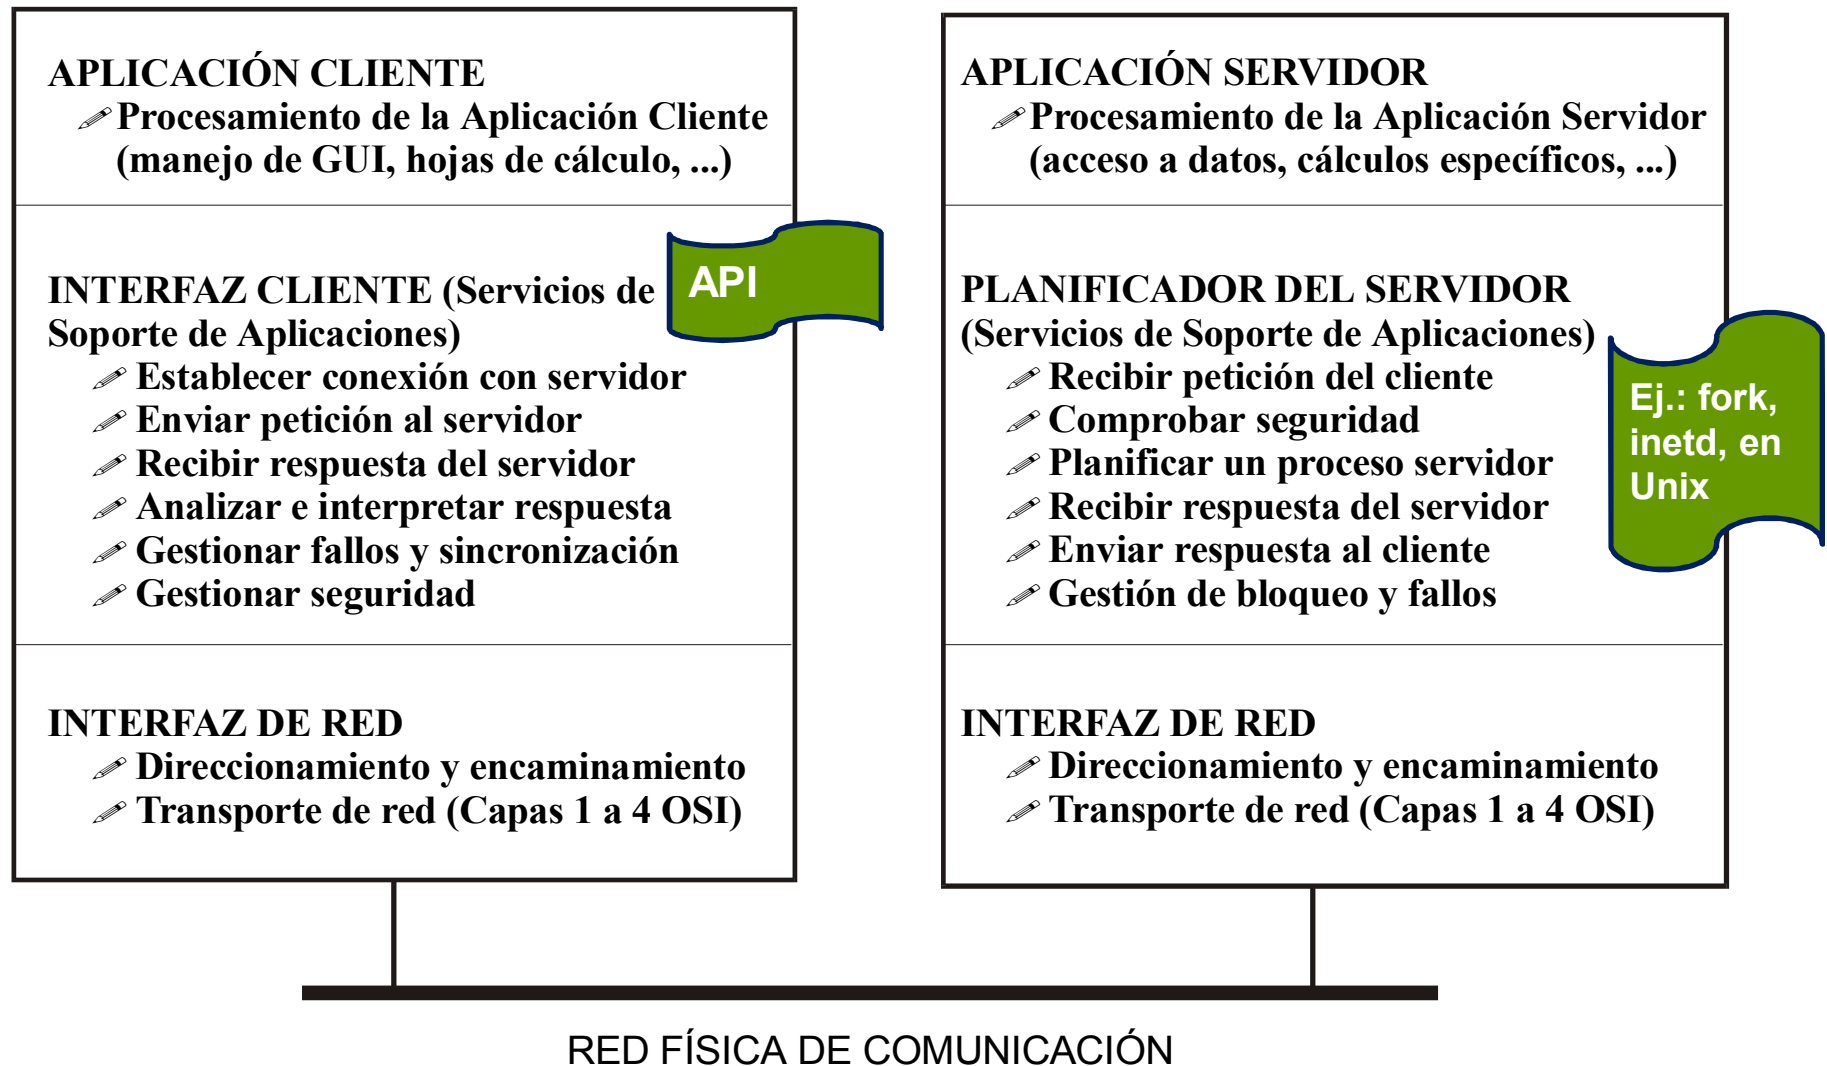 APLICACIÓN CLIENTE
Procesamiento de la Aplicación Cliente
(manejo de GUI, hojas de cálculo, ...)
INTERFAZ CLIENTE (Servicios de
Soporte de Aplicaciones)
Establecer conexión con servidor
Enviar petición al servidor
Recibir respuesta del servidor
Analizar e interpretar respuesta
Gestionar fallos y sincronización
Gestionar seguridad
API
INTERFAZ DE RED
Direccionamiento y encaminamiento
Transporte de red (Capas 1 a 4 OSI)
APLICACIÓN SERVIDOR
Procesamiento de la Aplicación Servidor
(acceso a datos, cálculos específicos, ...)
PLANIFICADOR DEL SERVIDOR
(Servicios de Soporte de Aplicaciones)
Recibir petición del cliente
Comprobar seguridad
Planificar un proceso servidor
Recibir respuesta del servidor
Enviar respuesta al cliente
Gestión de bloqueo y fallos
Ej.: fork,
inetd, en
Unix
INTERFAZ DE RED
Direccionamiento y encaminamiento
Transporte de red (Capas 1 a 4 OSI)
RED FÍSICA DE COMUNICACIÓN